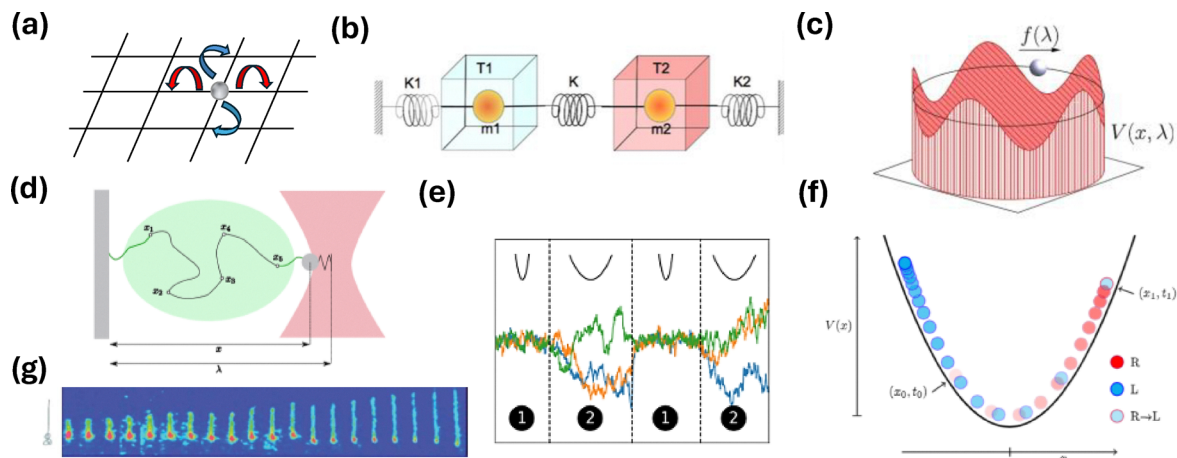 (a)
(b)
K1
T1
m1
K
T2
m2
K2
(c)
f(λ)
V(x, λ)
(d)
x₁
x₂
x₃
x₄
x₅
x
λ
(e)
1
2
1
2
(f)
V(x)
(x₁, t₁)
(x₀, t₀)
R
L
R→L
(g)